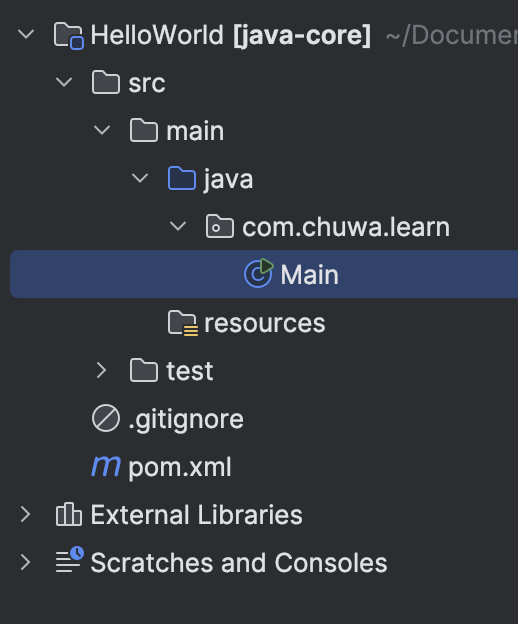 HelloWorld [java-core] ~/Documen
src
main
java
com.chuwa.learn
Main
resources
test
.gitignore
pom.xml
External Libraries
Scratches and Consoles